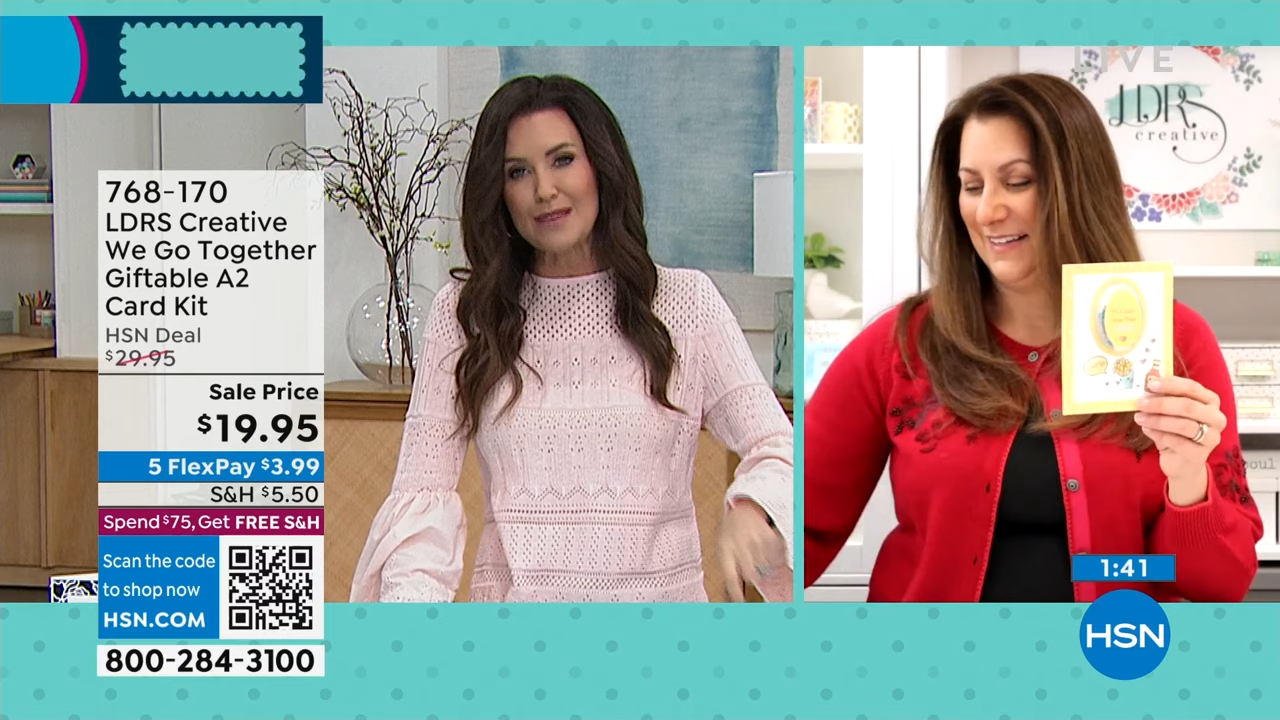 768-170
LDRS Creative
We Go Together
Giftable A2
Card Kit
HSN Deal
$29.95
Sale Price
$19.95
5 FlexPay $3.99
S&H $5.50
Spend $75, Get FREE S&H
Scan the code
to shop now
HSN.COM
800-284-3100
LIVE
LDRS
creative
1:41
HSN